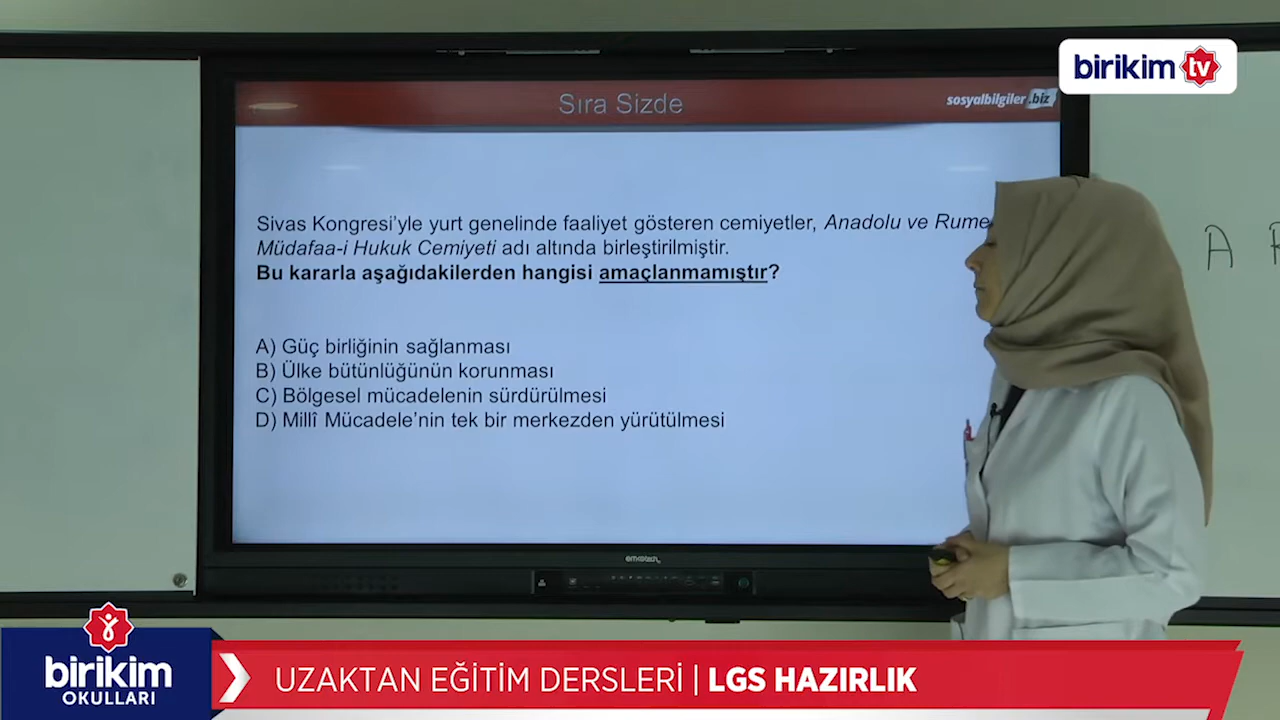 birikim tv
Sıra Sizde
sosyalbilgiler.biz
Sivas Kongresi'yle yurt genelinde faaliyet gösteren cemiyetler, Anadolu ve
Müdafaa-i Hukuk Cemiyeti adı altında birleştirilmiştir.
Bu kararla aşağıdakilerden hangisi amaçlanmamıştır?
A) Güç birliğinin sağlanması
B) Ülke bütünlüğünün korunması
C) Bölgesel mücadelenin sürdürülmesi
D) Millî Mücadele'nin tek bir merkezden yürütülmesi
A
birikim
OKULLARI
UZAKTAN EĞİTİM DERSLERİ | LGS HAZIRLIK